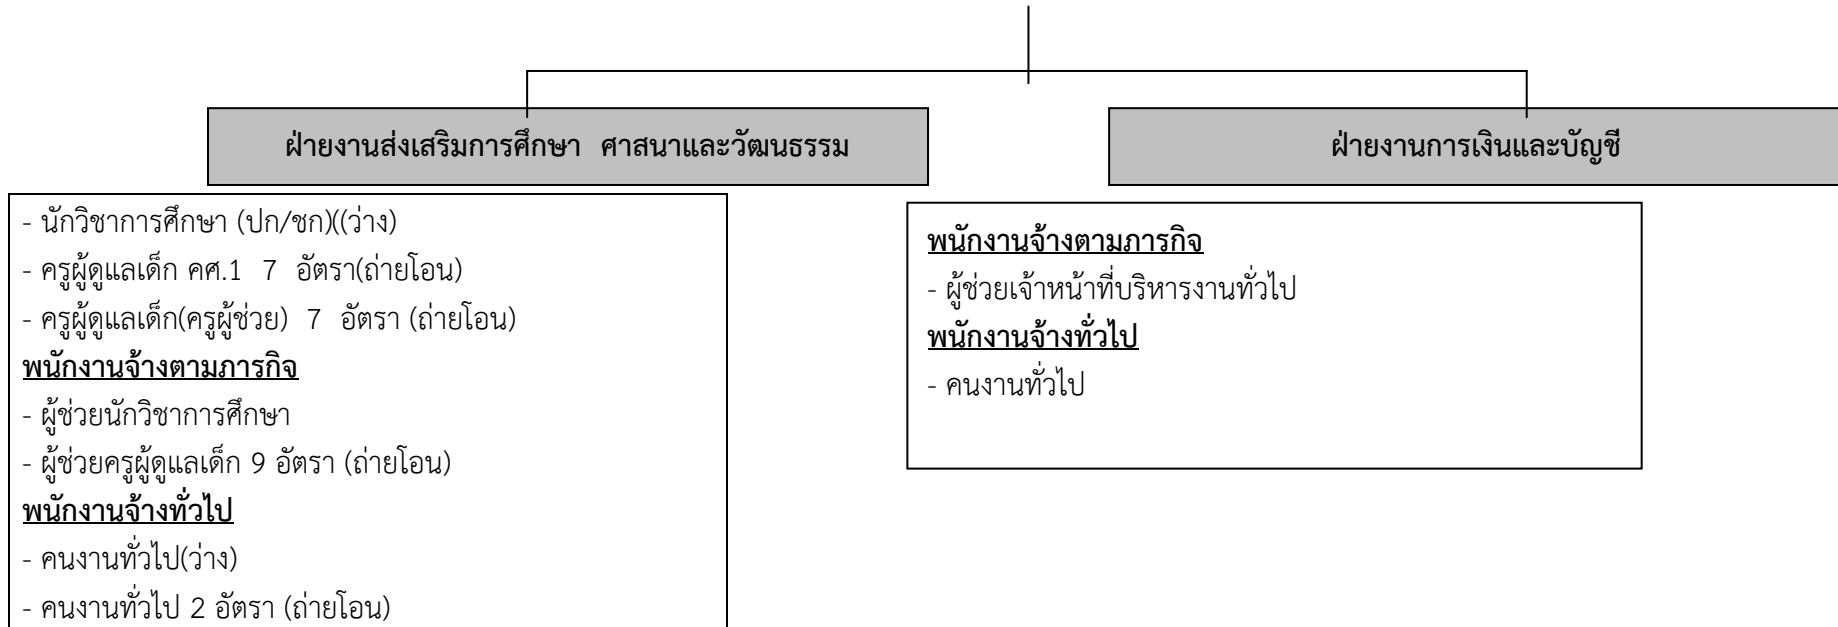 ฝ่ายงานส่งเสริมการศึกษา ศาสนาและวัฒนธรรม
- นักวิชาการศึกษา (ปก/ชก)((ว่าง)
- ครูผู้ดูแลเด็ก คศ.1 7 อัตรา(ถ่ายโอน)
- ครูผู้ดูแลเด็ก(ครูผู้ช่วย) 7 อัตรา (ถ่ายโอน)
พนักงานจ้างตามภารกิจ
- ผู้ช่วยนักวิชาการศึกษา
- ผู้ช่วยครูผู้ดูแลเด็ก 9 อัตรา (ถ่ายโอน)
พนักงานจ้างทั่วไป
- คนงานทั่วไป(ว่าง)
- คนงานทั่วไป 2 อัตรา (ถ่ายโอน)
ฝ่ายงานการเงินและบัญชี
พนักงานจ้างตามภารกิจ
- ผู้ช่วยเจ้าหน้าที่บริหารงานทั่วไป
พนักงานจ้างทั่วไป
- คนงานทั่วไป